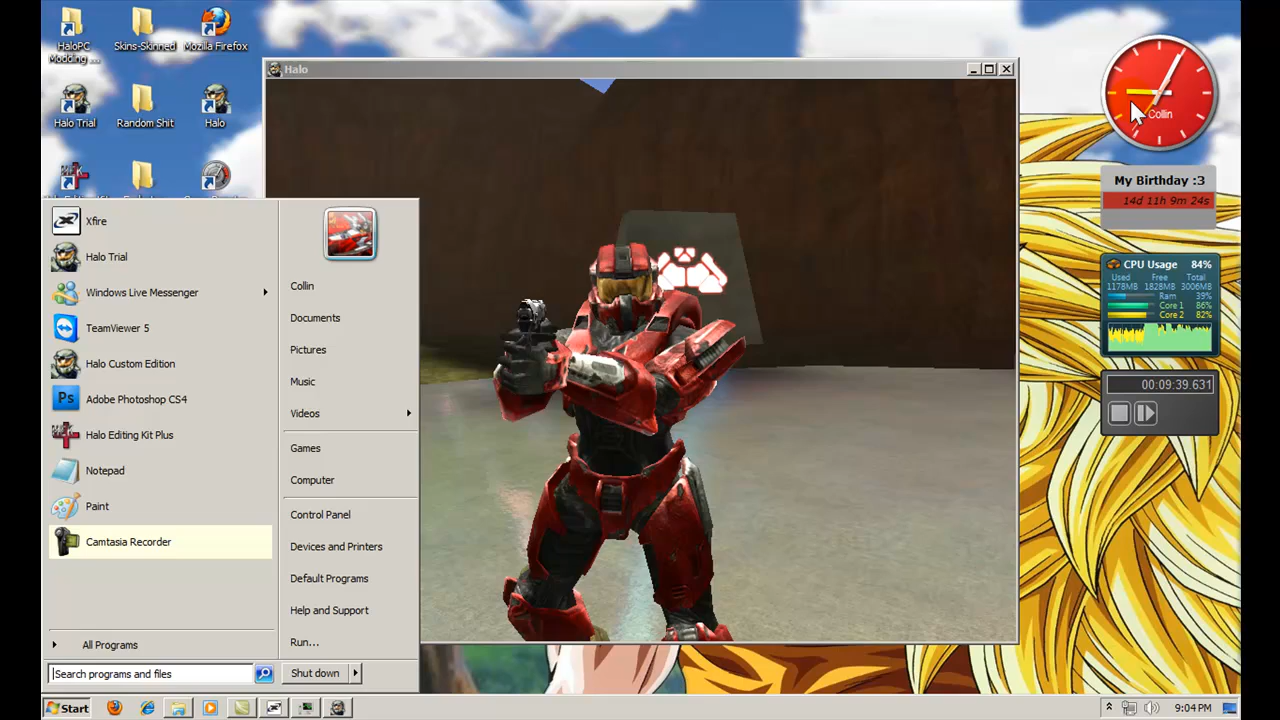 HaloPC
Modding ...
Skins-Skinned
Mozilla Firefox
Halo Trial
Random Shit
Halo
Halo
Collin
My Birthday :3
14d 11h 9m 24s
CPU Usage 84%
Used Free Total
1178MB 1828MB 3006MB
Ram 39%
Core 1 86%
Core 2 82%
00:09:39.631
Xfire
Halo Trial
Windows Live Messenger
TeamViewer 5
Halo Custom Edition
Ps
Adobe Photoshop CS4
Halo Editing Kit Plus
Notepad
Paint
Camtasia Recorder
All Programs
Search programs and files
Collin
Documents
Pictures
Music
Videos
Games
Computer
Control Panel
Devices and Printers
Default Programs
Help and Support
Run...
Shut down
Start
9:04 PM